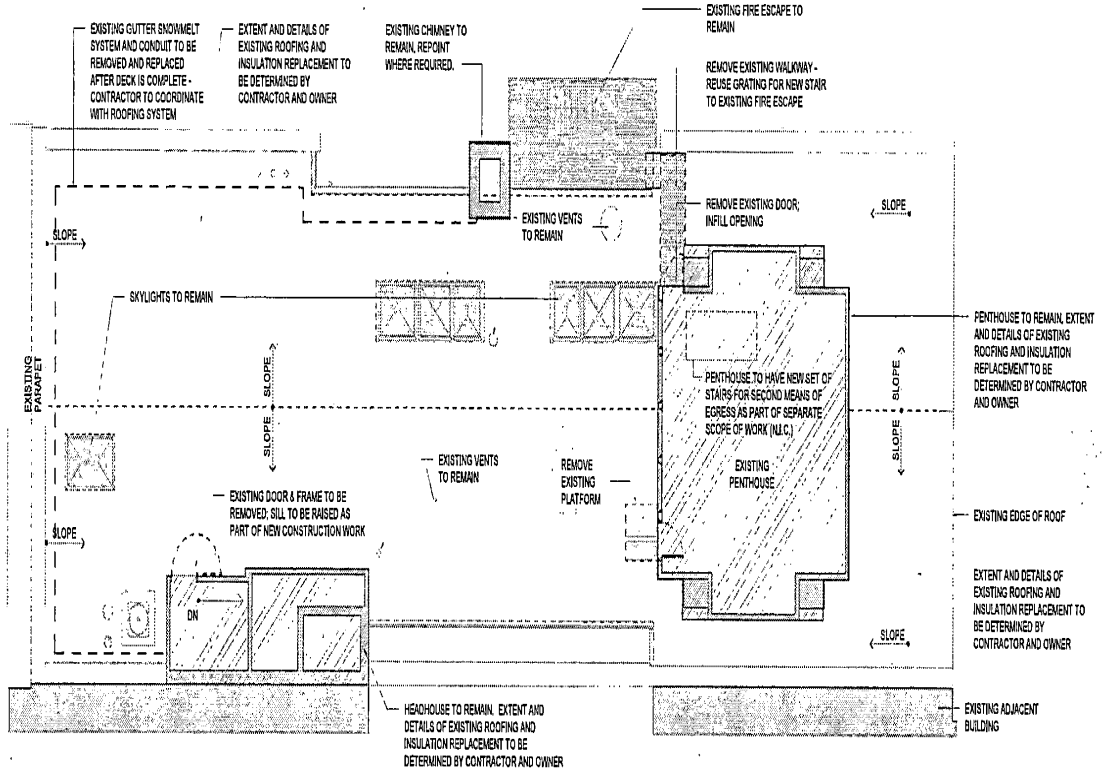 EXISTING GUTTER SNOWMELT
SYSTEM AND CONDUIT TO BE
REMOVED AND REPLACED
AFTER DECK IS COMPLETE -
CONTRACTOR TO COORDINATE
WITH ROOFING SYSTEM
EXTENT AND DETAILS OF
EXISTING ROOFING AND
INSULATION REPLACEMENT TO
BE DETERMINED BY
CONTRACTOR AND OWNER
EXISTING CHIMNEY TO
REMAIN, REPOINT
WHERE REQUIRED.
EXISTING FIRE ESCAPE TO
REMAIN
REMOVE EXISTING WALKWAY -
REUSE GRATING FOR NEW STAIR
TO EXISTING FIRE ESCAPE
REMOVE EXISTING DOOR;
INFILL OPENING
SLOPE
EXISTING VENTS
TO REMAIN
SLOPE
SKYLIGHTS TO REMAIN
PENTHOUSE TO REMAIN. EXTENT
AND DETAILS OF EXISTING
ROOFING AND INSULATION
REPLACEMENT TO BE
DETERMINED BY CONTRACTOR
AND OWNER
EXISTING
PARAPET
SLOPE
SLOPE
PENTHOUSE TO HAVE NEW SET OF
STAIRS FOR SECOND MEANS OF
EGRESS AS PART OF SEPARATE
SCOPE OF WORK (N.I.C.)
SLOPE
SLOPE
EXISTING VENTS
TO REMAIN
REMOVE
EXISTING
PLATFORM
EXISTING
PENTHOUSE
EXISTING DOOR & FRAME TO BE
REMOVED; SILL TO BE RAISED AS
PART OF NEW CONSTRUCTION WORK
SLOPE
EXISTING EDGE OF ROOF
EXTENT AND DETAILS OF
EXISTING ROOFING AND
INSULATION REPLACEMENT TO
BE DETERMINED BY
CONTRACTOR AND OWNER
DN
SLOPE
HEADHOUSE TO REMAIN. EXTENT AND
DETAILS OF EXISTING ROOFING AND
INSULATION REPLACEMENT TO BE
DETERMINED BY CONTRACTOR AND OWNER
EXISTING ADJACENT
BUILDING